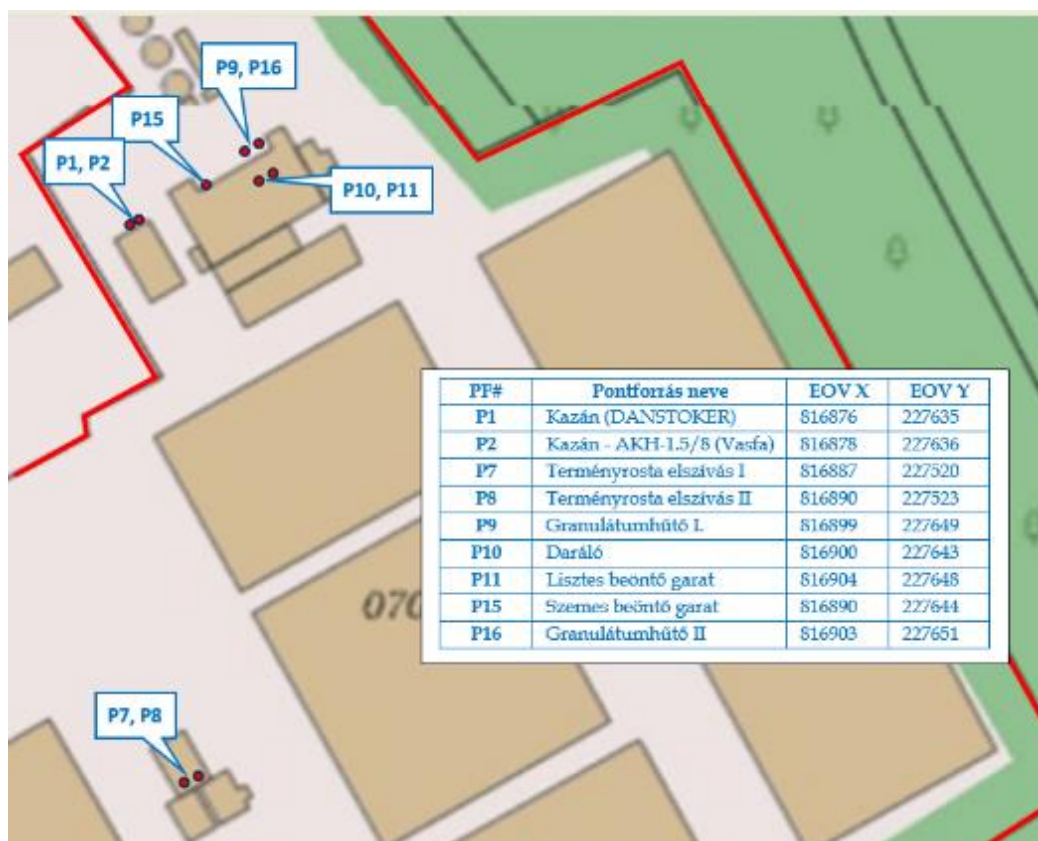 P9, P16
P15
P1, P2
P10, P11
PF# Pontforrás neve EOV X EOV Y
P1 Kazán (DANSTOKER) 816876 227635
P2 Kazán - AKH-1.5/8 (Vasfa) 816878 227636
P7 Terményrosta elszívás I 816887 227520
P8 Terményrosta elszívás II 816890 227523
P9 Granulátumhűtő I. 816899 227649
P10 Daráló 816900 227643
P11 Lisztes beöntő garat 816904 227648
P15 Szemes beöntő garat 816890 227644
P16 Granulátumhűtő II 816903 227651
070
P7, P8